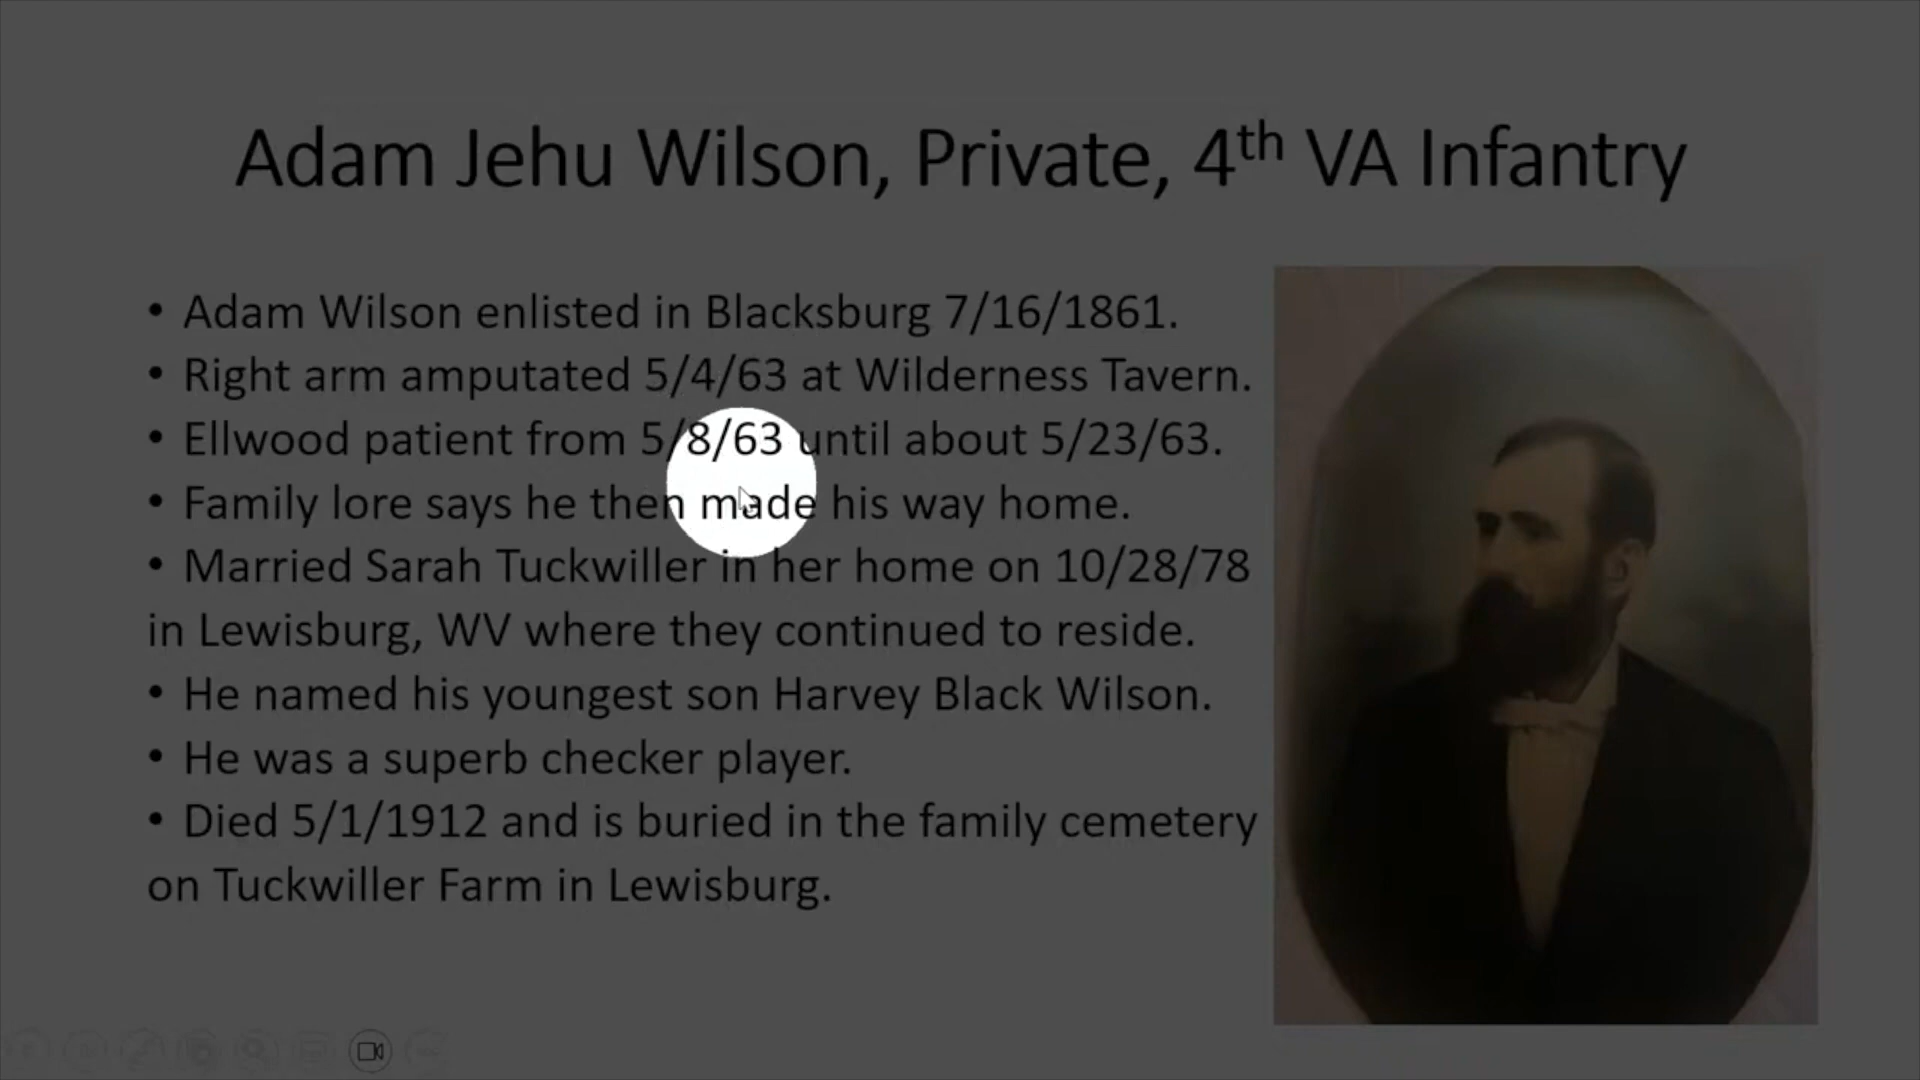 Adam Jehu Wilson, Private, 4th VA Infantry
• Adam Wilson enlisted in Blacksburg 7/16/1861.
• Right arm amputated 5/4/63 at Wilderness Tavern.
• Ellwood patient from 5/8/63 until about 5/23/63.
• Family lore says he then made his way home.
• Married Sarah Tuckwiller in her home on 10/28/78
in Lewisburg, WV where they continued to reside.
• He named his youngest son Harvey Black Wilson.
• He was a superb checker player.
• Died 5/1/1912 and is buried in the family cemetery
on Tuckwiller Farm in Lewisburg.